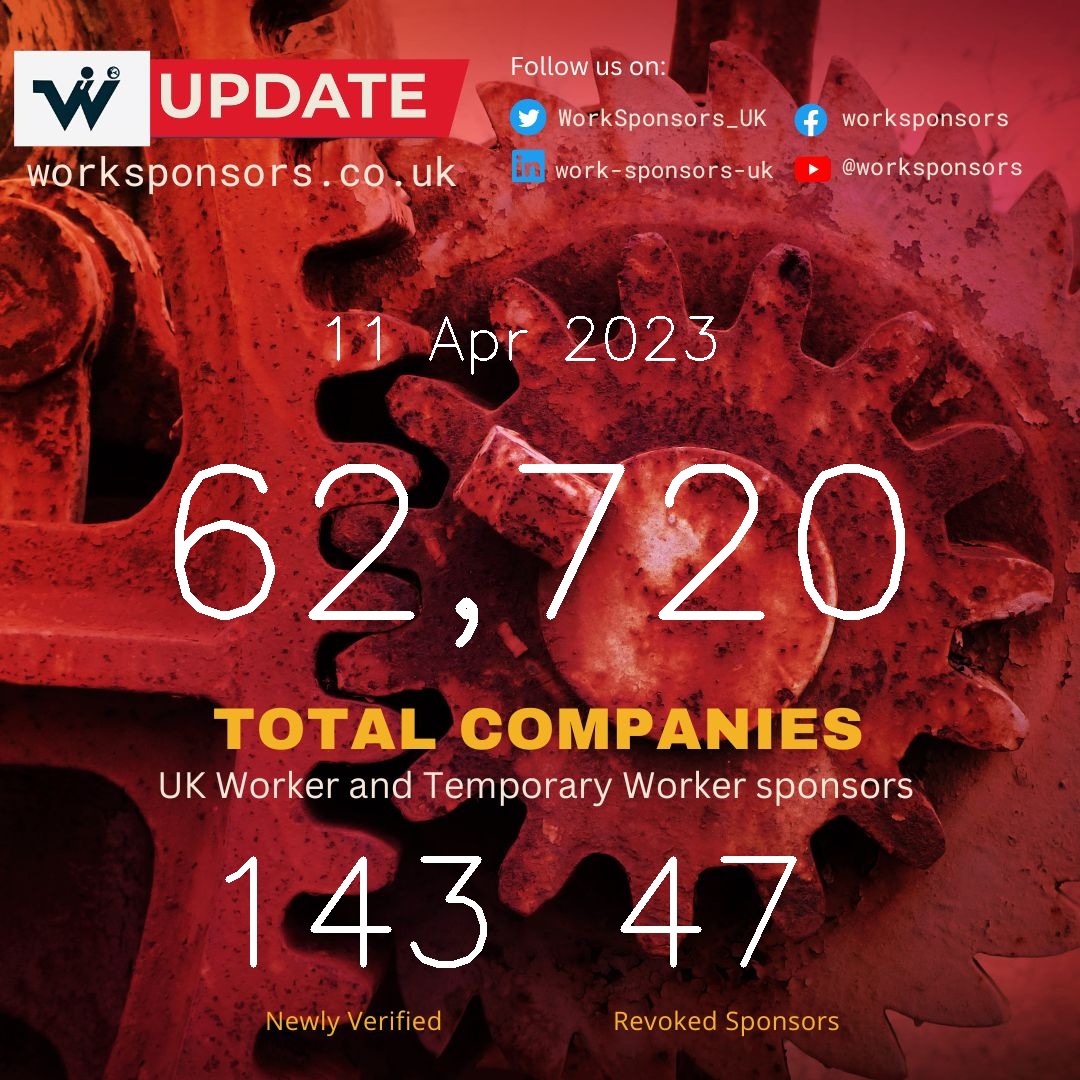 UPDATE
worksponsors.co.uk
Follow us on:
WorkSponsors_UK
worksponsors
work-sponsors-uk
@worksponsors
11 Apr 2023
62,720
TOTAL COMPANIES
UK Worker and Temporary Worker sponsors
143
47
Newly Verified
Revoked Sponsors